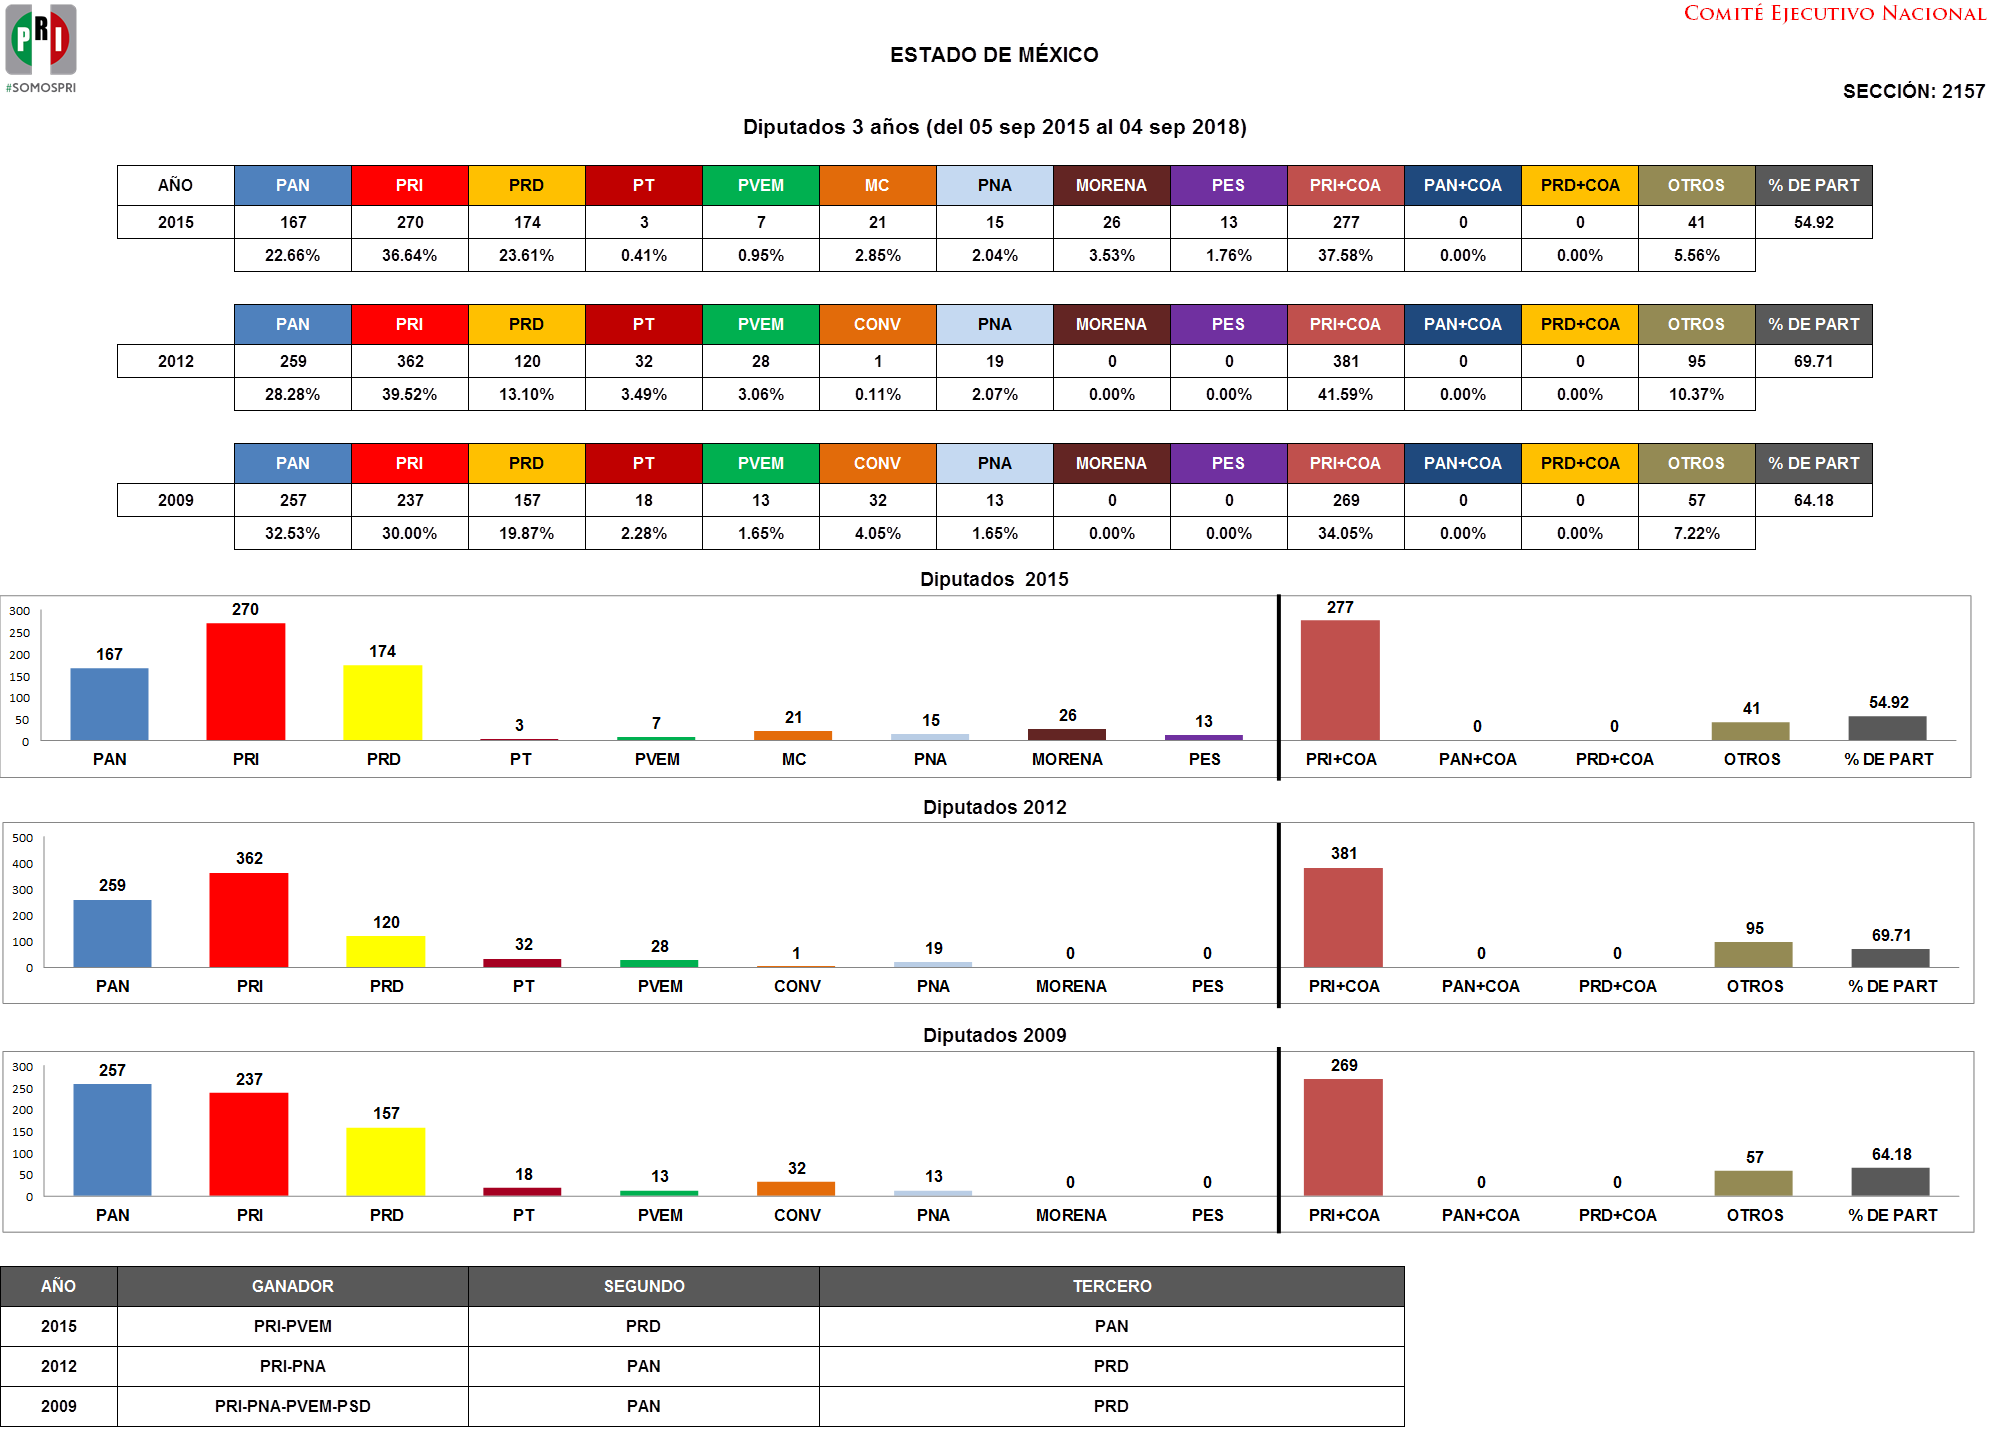 PRI
#SOMOSPRI
COMITÉ EJECUTIVO NACIONAL
ESTADO DE MÉXICO
SECCIÓN: 2157
Diputados 3 años (del 05 sep 2015 al 04 sep 2018)
AÑO PAN PRI PRD PT PVEM MC PNA MORENA PES PRI+COA PAN+COA PRD+COA OTROS % DE PART
2015 167 270 174 3 7 21 15 26 13 277 0 0 41 54.92
22.66% 36.64% 23.61% 0.41% 0.95% 2.85% 2.04% 3.53% 1.76% 37.58% 0.00% 0.00% 5.56%
PAN PRI PRD PT PVEM CONV PNA MORENA PES PRI+COA PAN+COA PRD+COA OTROS % DE PART
2012 259 362 120 32 28 1 19 0 0 381 0 0 95 69.71
28.28% 39.52% 13.10% 3.49% 3.06% 0.11% 2.07% 0.00% 0.00% 41.59% 0.00% 0.00% 10.37%
PAN PRI PRD PT PVEM CONV PNA MORENA PES PRI+COA PAN+COA PRD+COA OTROS % DE PART
2009 257 237 157 18 13 32 13 0 0 269 0 0 57 64.18
32.53% 30.00% 19.87% 2.28% 1.65% 4.05% 1.65% 0.00% 0.00% 34.05% 0.00% 0.00% 7.22%
Diputados 2015
300
250
200
150
100
50
0
167 270 174 3 7 21 15 26 13 277 0 0 41 54.92
PAN PRI PRD PT PVEM MC PNA MORENA PES PRI+COA PAN+COA PRD+COA OTROS % DE PART
Diputados 2012
500
400
300
200
100
0
259 362 120 32 28 1 19 0 0 381 0 0 95 69.71
PAN PRI PRD PT PVEM CONV PNA MORENA PES PRI+COA PAN+COA PRD+COA OTROS % DE PART
Diputados 2009
300
250
200
150
100
50
0
257 237 157 18 13 32 13 0 0 269 0 0 57 64.18
PAN PRI PRD PT PVEM CONV PNA MORENA PES PRI+COA PAN+COA PRD+COA OTROS % DE PART
AÑO GANADOR SEGUNDO TERCERO
2015 PRI-PVEM PRD PAN
2012 PRI-PNA PAN PRD
2009 PRI-PNA-PVEM-PSD PAN PRD